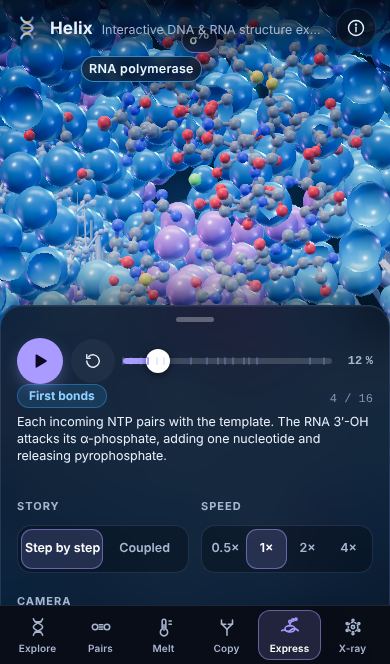 Helix Interactive DNA & RNA structure ex…
RNA polymerase
12 %
First bonds
4 / 16
Each incoming NTP pairs with the template. The RNA 3′-OH
attacks its α-phosphate, adding one nucleotide and
releasing pyrophosphate.
STORY
SPEED
Step by step
Coupled
0.5×
1×
2×
4×
CAMERA
Explore
Pairs
Melt
Copy
Express
X-ray